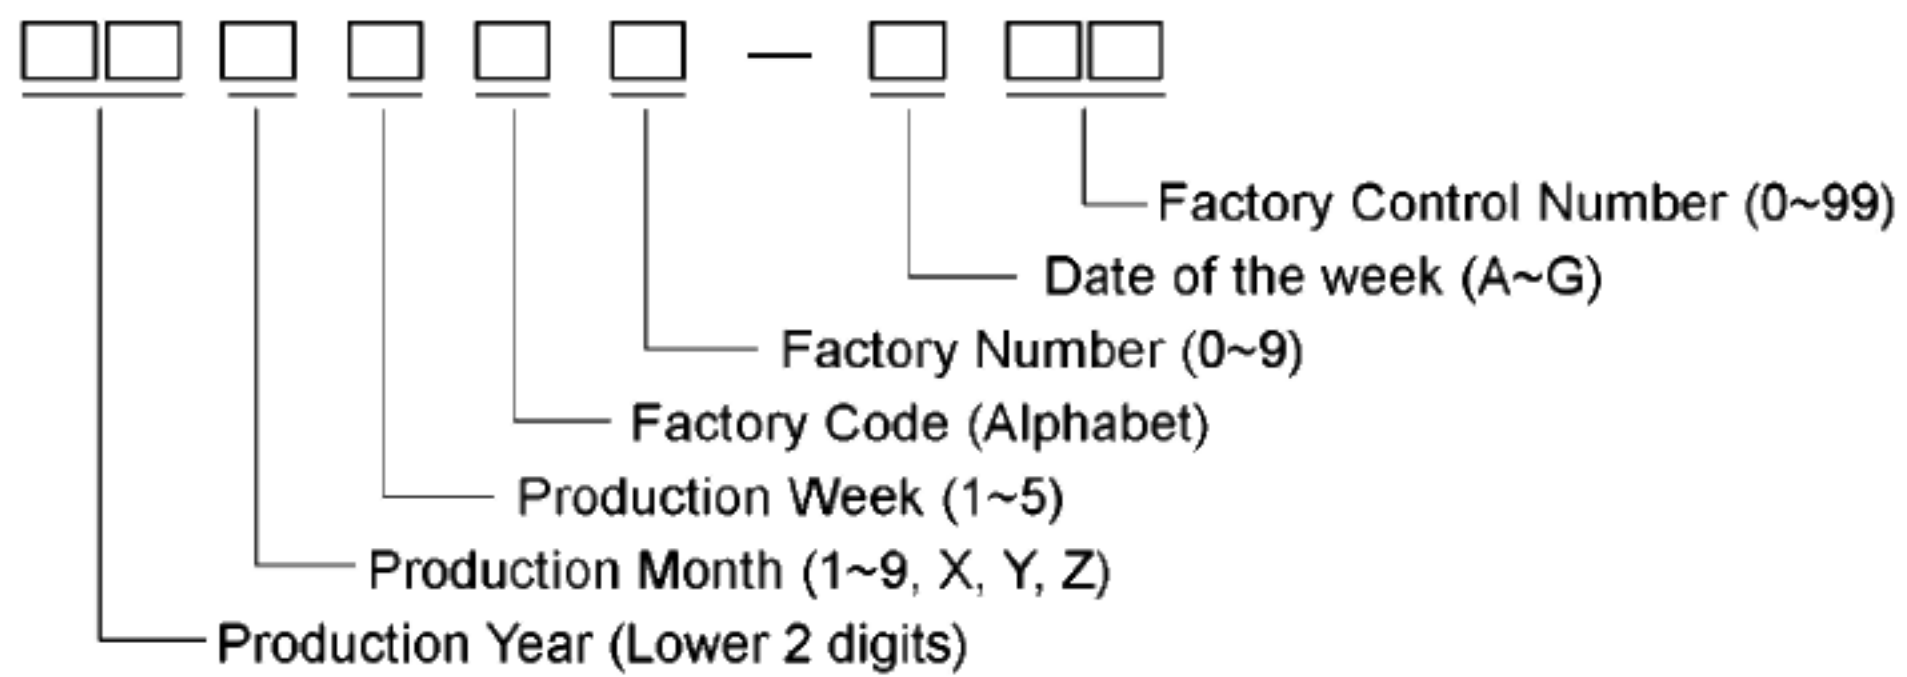 Factory Control Number (0~99)
Date of the week (A~G)
Factory Number (0~9)
Factory Code (Alphabet)
Production Week (1~5)
Production Month (1~9, X, Y, Z)
Production Year (Lower 2 digits)